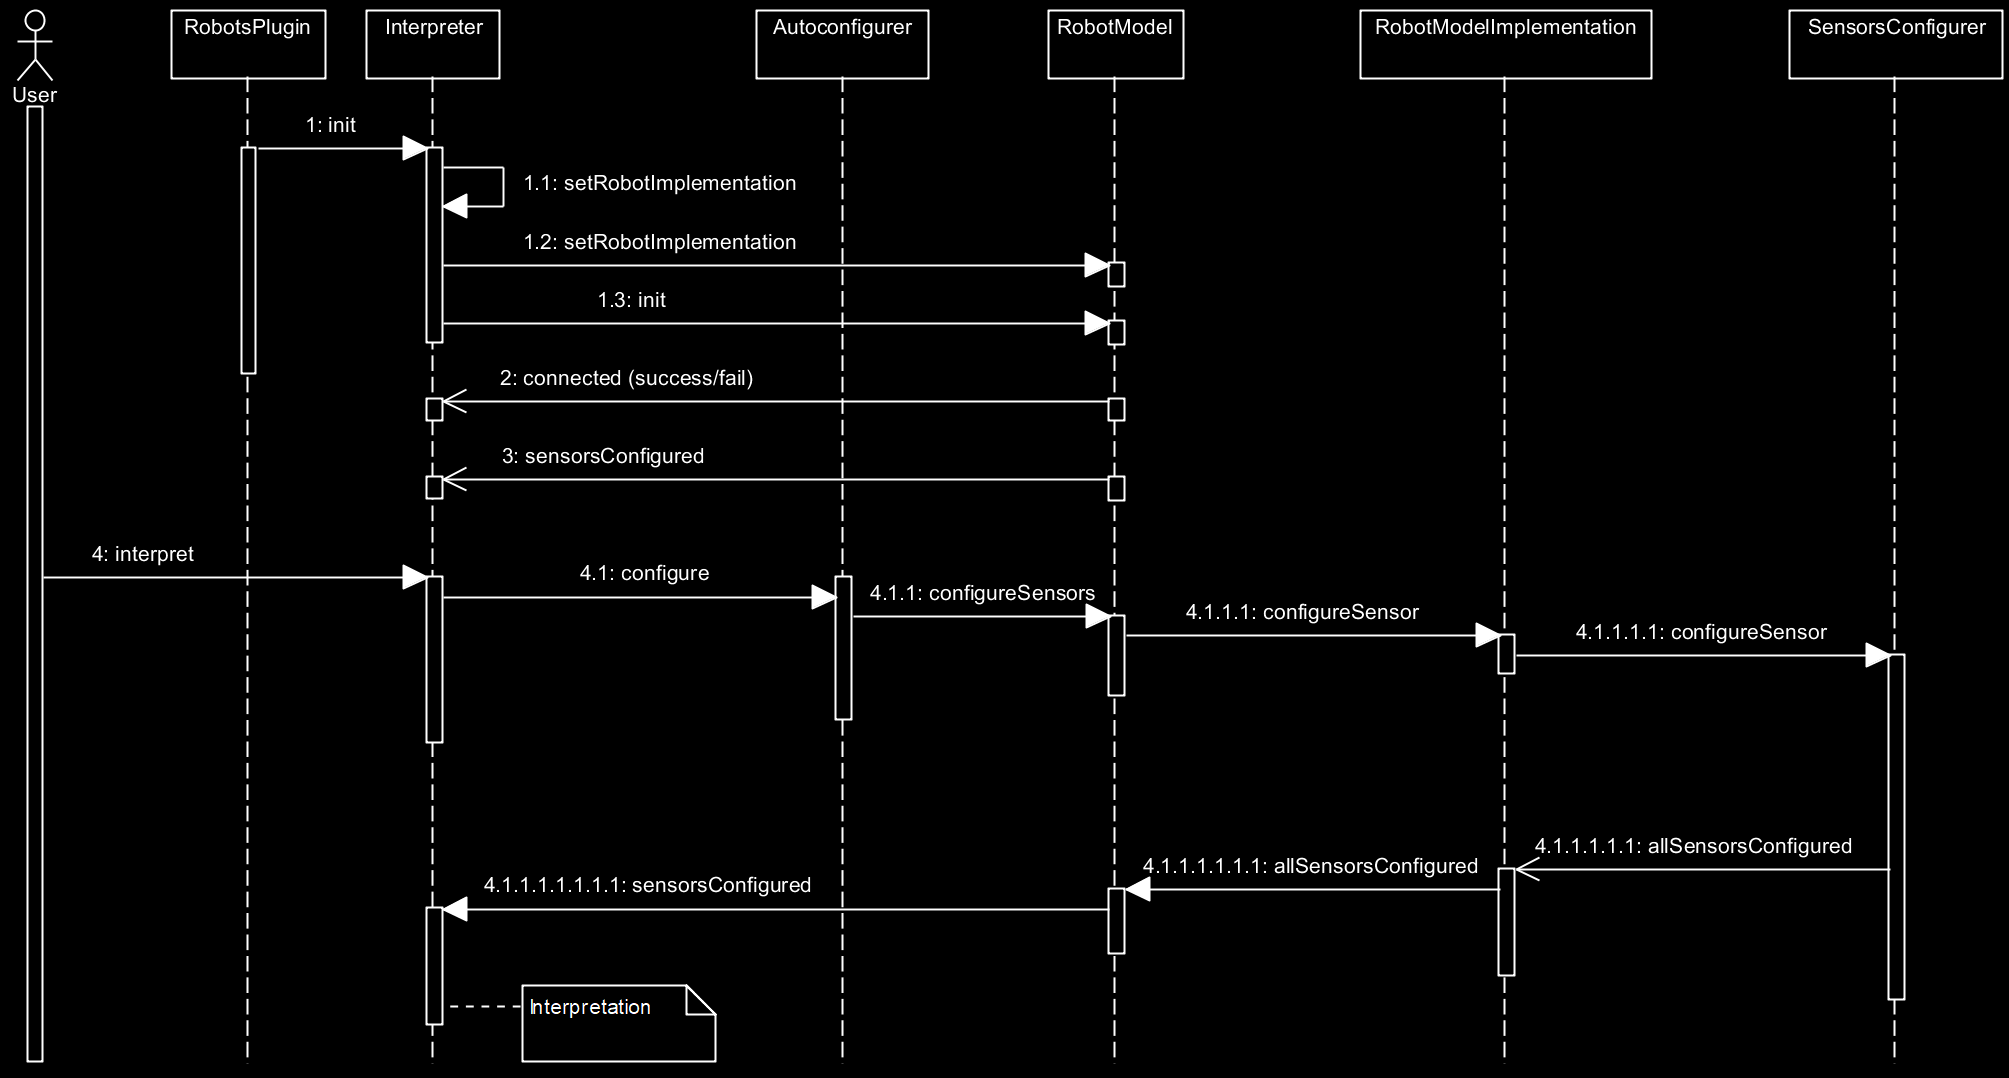 RobotsPlugin
Interpreter
Autoconfigurer
RobotModel
RobotModelImplementation
SensorsConfigurer
User
1: init
1.1: setRobotImplementation
1.2: setRobotImplementation
1.3: init
2: connected (success/fail)
3: sensorsConfigured
4: interpret
4.1: configure
4.1.1: configureSensors
4.1.1.1: configureSensor
4.1.1.1.1: configureSensor
4.1.1.1.1.1: allSensorsConfigured
4.1.1.1.1.1.1: allSensorsConfigured
4.1.1.1.1.1.1.1: sensorsConfigured
Interpretation